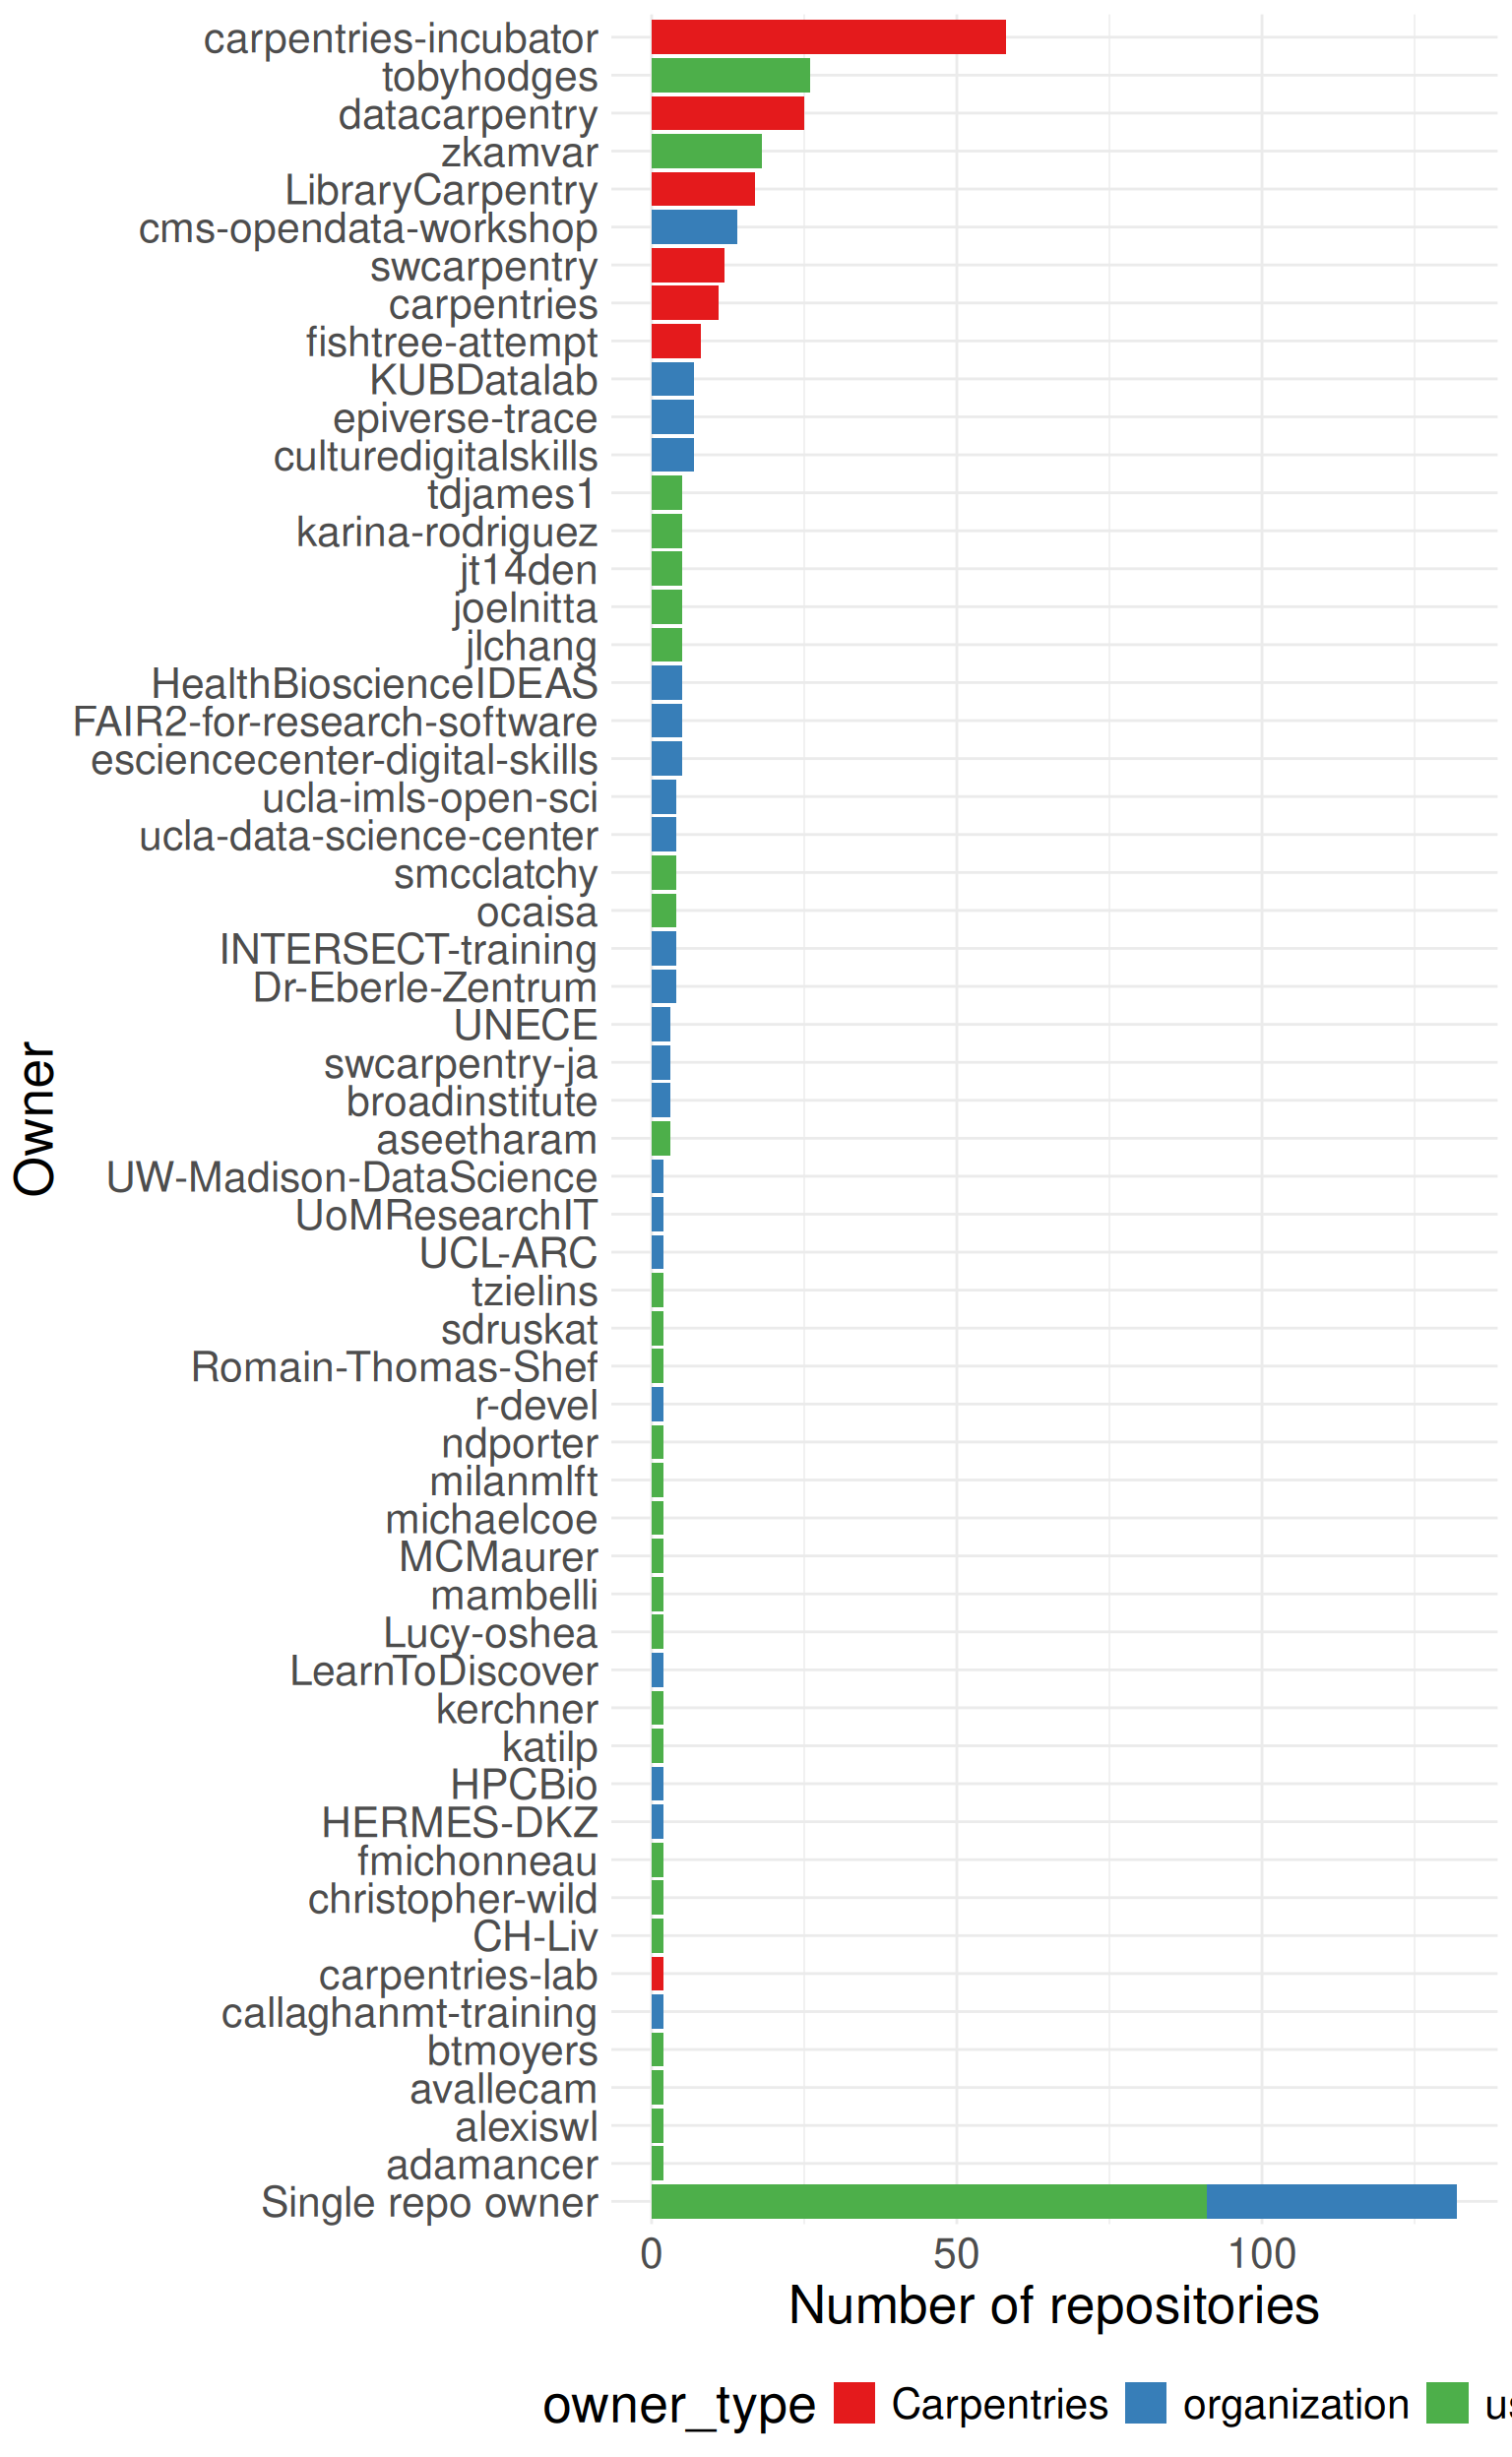 carpentries-incubator
tobyhodges
datacarpentry
zkamvar
LibraryCarpentry
cms-opendata-workshop
swcarpentry
carpentries
fishtree-attempt
KUBDatalab
epiverse-trace
culturedigitalskills
tdjames1
karina-rodriguez
jt14den
joelnitta
jlchang
HealthBioscienceIDEAS
FAIR2-for-research-software
esciencecenter-digital-skills
ucla-imls-open-sci
ucla-data-science-center
smcclatchy
ocaisa
INTERSECT-training
Dr-Eberle-Zentrum
UNECE
swcarpentry-ja
broadinstitute
aseetharam
UW-Madison-DataScience
UoMResearchIT
UCL-ARC
tzielins
sdruskat
Romain-Thomas-Shef
r-devel
ndporter
milanmlft
michaelcoe
MCMaurer
mambelli
Lucy-oshea
LearnToDiscover
kerchner
katilp
HPCBio
HERMES-DKZ
fmichonneau
christopher-wild
CH-Liv
carpentries-lab
callaghanmt-training
btmoyers
avallecam
alexiswl
adamancer
Single repo owner
Owner
0 50 100
Number of repositories
owner_type Carpentries organization